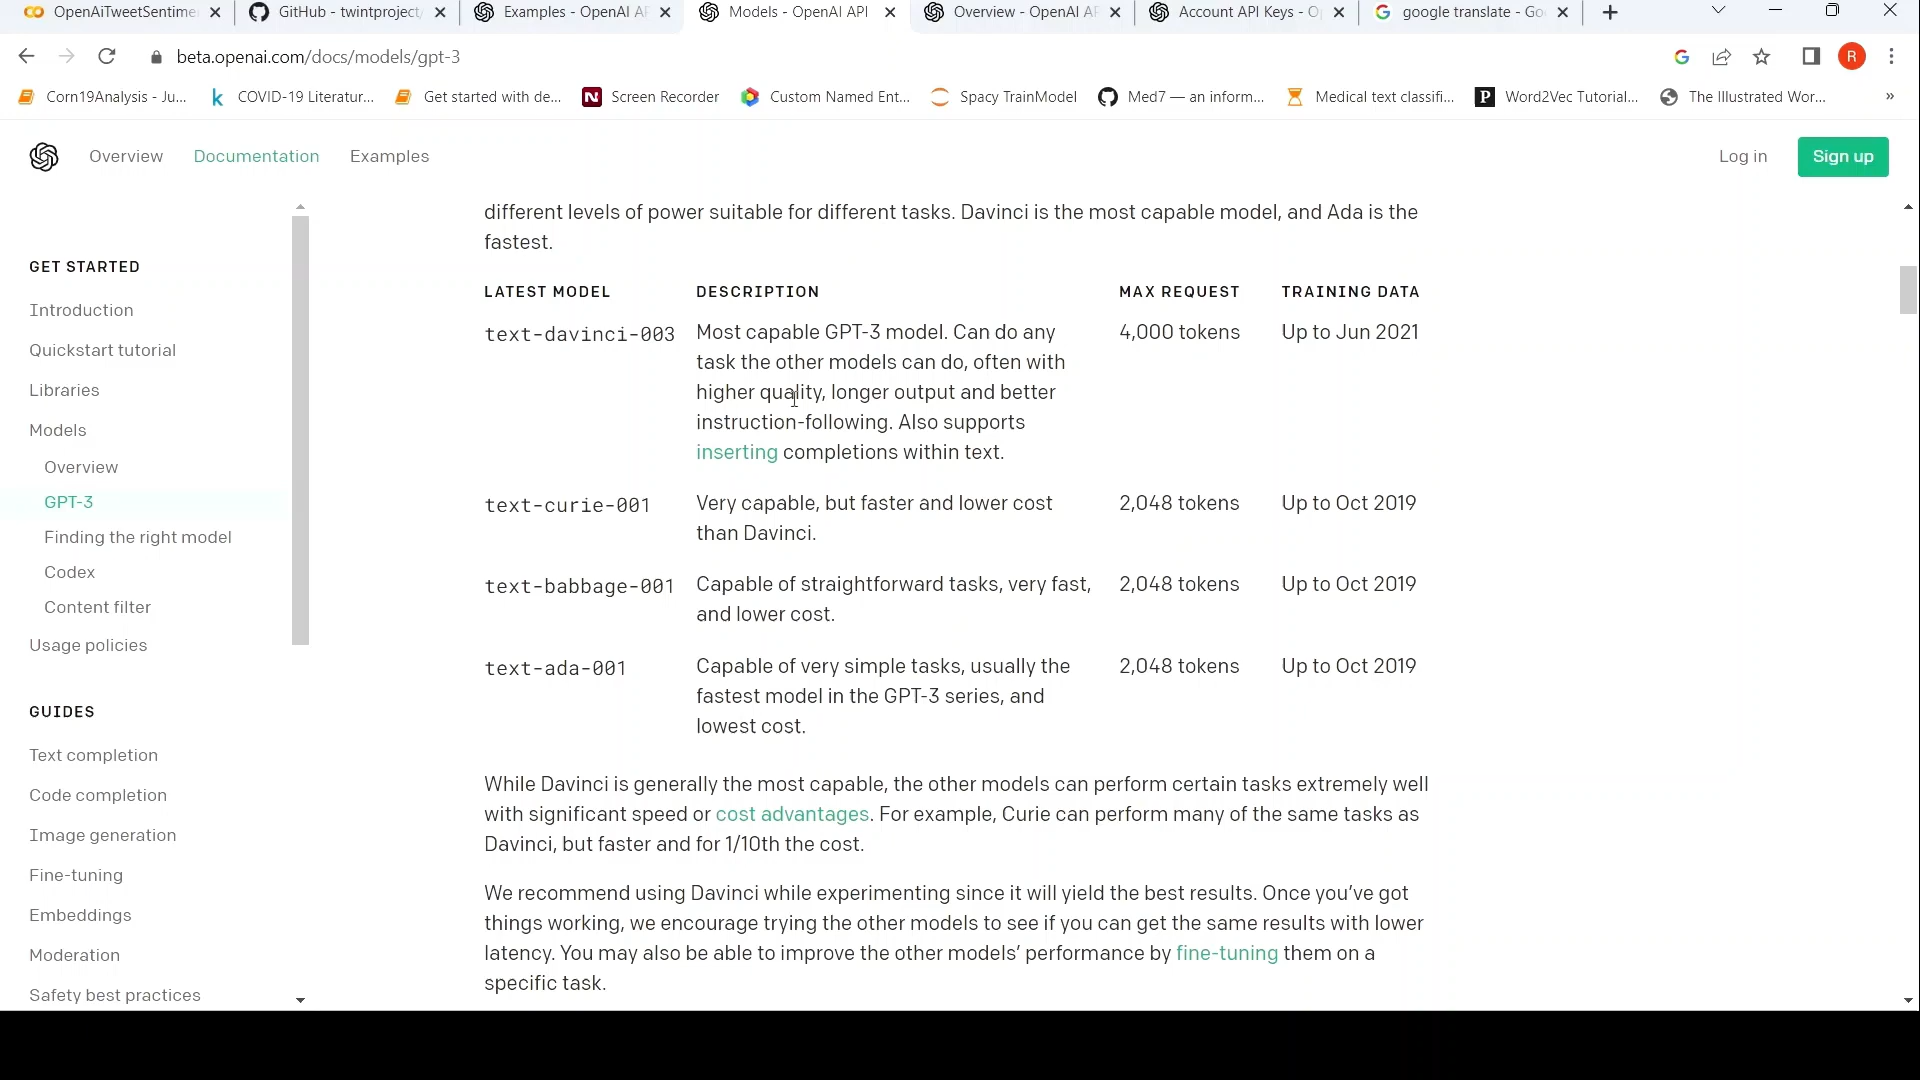 OpenAiTweetSentime
GitHub - twintproject/
Examples - OpenAI AP
Models - OpenAI API
Overview - OpenAI AP
Account API Keys - O
google translate - Go
beta.openai.com/docs/models/gpt-3
R
Corn19Analysis - Ju...
COVID-19 Literatur...
Get started with de...
N
Screen Recorder
Custom Named Ent...
Spacy TrainModel
Med7 — an inform...
Medical text classifi...
P
Word2Vec Tutorial...
The Illustrated Wor...
»
Overview
Documentation
Examples
Log in
Sign up
GET STARTED
Introduction
Quickstart tutorial
Libraries
Models
Overview
GPT-3
Finding the right model
Codex
Content filter
Usage policies
GUIDES
Text completion
Code completion
Image generation
Fine-tuning
Embeddings
Moderation
Safety best practices
different levels of power suitable for different tasks. Davinci is the most capable model, and Ada is the
fastest.
LATEST MODEL DESCRIPTION MAX REQUEST TRAINING DATA
text-davinci-003 Most capable GPT-3 model. Can do any 4,000 tokens Up to Jun 2021
task the other models can do, often with
higher quality, longer output and better
instruction-following. Also supports
inserting completions within text.
text-curie-001 Very capable, but faster and lower cost 2,048 tokens Up to Oct 2019
than Davinci.
text-babbage-001 Capable of straightforward tasks, very fast, 2,048 tokens Up to Oct 2019
and lower cost.
text-ada-001 Capable of very simple tasks, usually the 2,048 tokens Up to Oct 2019
fastest model in the GPT-3 series, and
lowest cost.
While Davinci is generally the most capable, the other models can perform certain tasks extremely well
with significant speed or cost advantages. For example, Curie can perform many of the same tasks as
Davinci, but faster and for 1/10th the cost.
We recommend using Davinci while experimenting since it will yield the best results. Once you've got
things working, we encourage trying the other models to see if you can get the same results with lower
latency. You may also be able to improve the other models' performance by fine-tuning them on a
specific task.